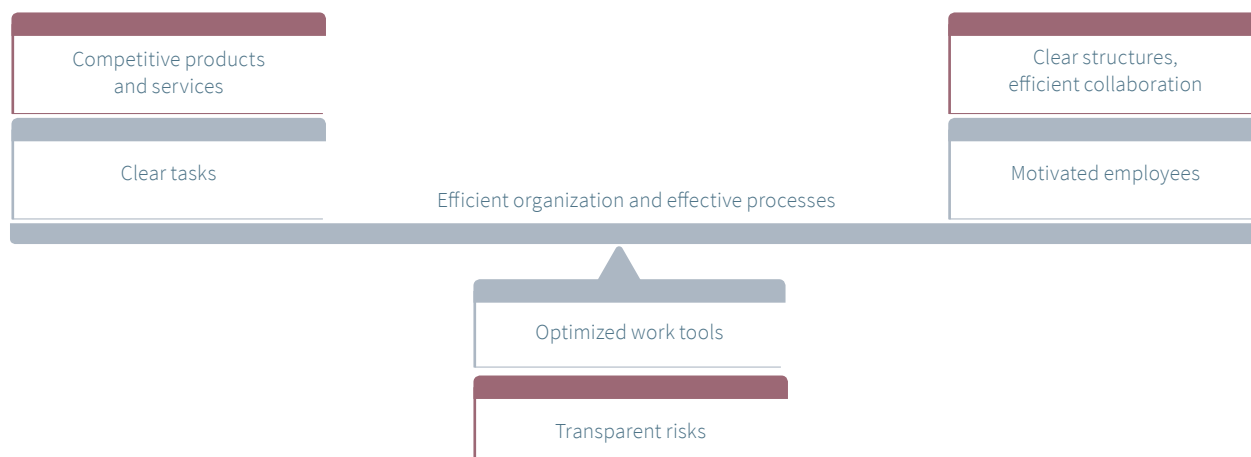 Competitive products
and services
Clear structures,
efficient collaboration
Clear tasks
Motivated employees
Efficient organization and effective processes
Optimized work tools
Transparent risks